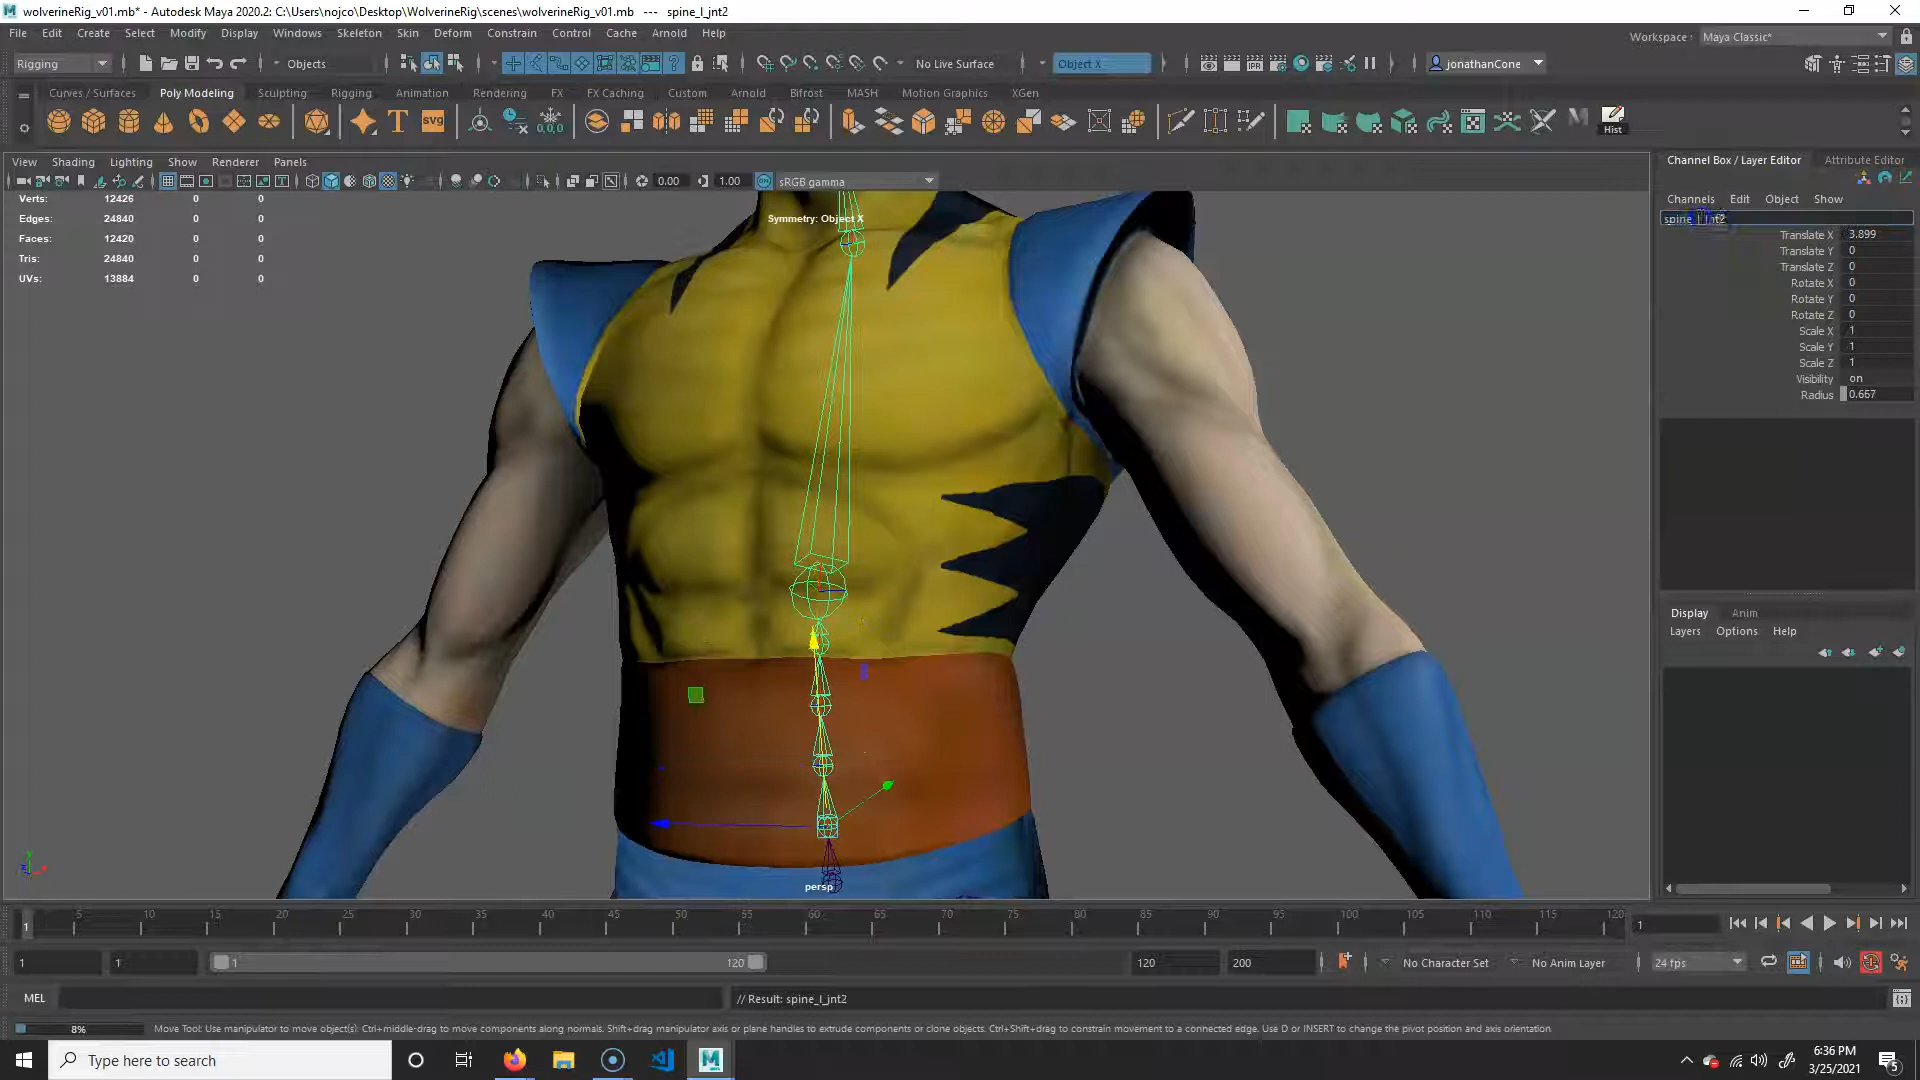 wolverineRig_v01.mb* - Autodesk Maya 2020.2: C:\Users\nojco\Desktop\WolverineRig\scenes\wolverineRig_v01.mb --- spine_l_jnt2
File Edit Create Select Modify Display Windows Skeleton Skin Deform Constrain Control Cache Arnold Help
Workspace : Maya Classic*
Rigging Objects No Live Surface Object X jonathanCone
Curves / Surfaces Poly Modeling Sculpting Rigging Animation Rendering FX FX Caching Custom Arnold Bifrost MASH Motion Graphics XGen
T svg 0,0,0 Hist
View Shading Lighting Show Renderer Panels
Channel Box / Layer Editor Attribute Editor
0.00 1.00 sRGB gamma
Channels Edit Object Show
Verts: 12426 0 0
Edges: 24840 0 0
Faces: 12420 0 0
Tris: 24840 0 0
UVs: 13884 0 0
Symmetry: Object X
spine_l_jnt2
Translate X 3.899
Translate Y 0
Translate Z 0
Rotate X 0
Rotate Y 0
Rotate Z 0
Scale X 1
Scale Y 1
Scale Z 1
Visibility on
Radius 0.657
Display Anim
Layers Options Help
persp
5 10 15 20 25 30 35 40 45 50 55 60 65 70 75 80 85 90 95 100 105 110 115 120
1 1
1 1 1 120 120 200 No Character Set No Anim Layer 24 fps
MEL // Result: spine_l_jnt2
8% Move Tool: Use manipulator to move object(s). Ctrl+middle-drag to move components along normals. Shift+drag manipulator axis or plane handles to extrude components or clone objects. Ctrl+Shift+drag to constrain movement to a connected edge. Use D or INSERT to change the pivot position and axis orientation
Type here to search
6:36 PM
3/25/2021
5